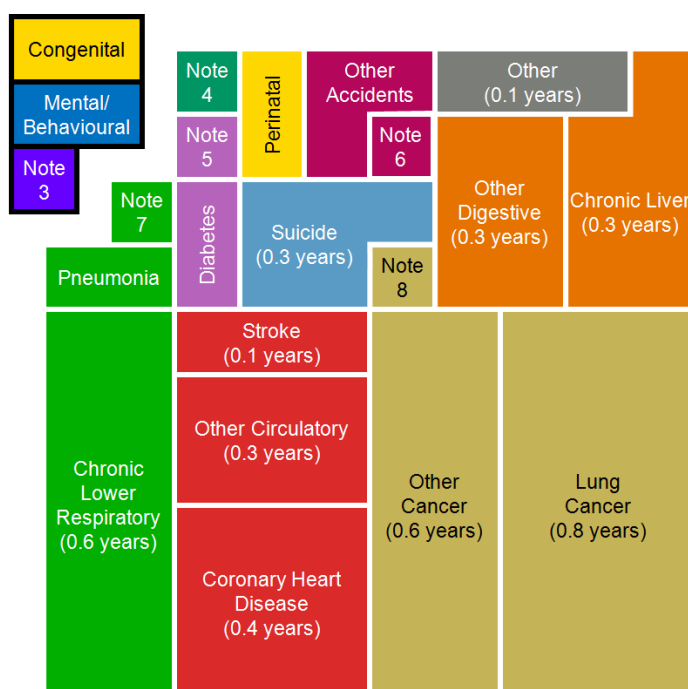 Congenital
Mental/
Behavioural
Note
3
Note
4
Note
5
Perinatal
Other
Accidents
Note
6
Other
(0.1 years)
Note
7
Pneumonia
Diabetes
Suicide
(0.3 years)
Note
8
Other
Digestive
(0.3 years)
Chronic Liver
(0.3 years)
Chronic
Lower
Respiratory
(0.6 years)
Stroke
(0.1 years)
Other Circulatory
(0.3 years)
Coronary Heart
Disease
(0.4 years)
Other
Cancer
(0.6 years)
Lung
Cancer
(0.8 years)